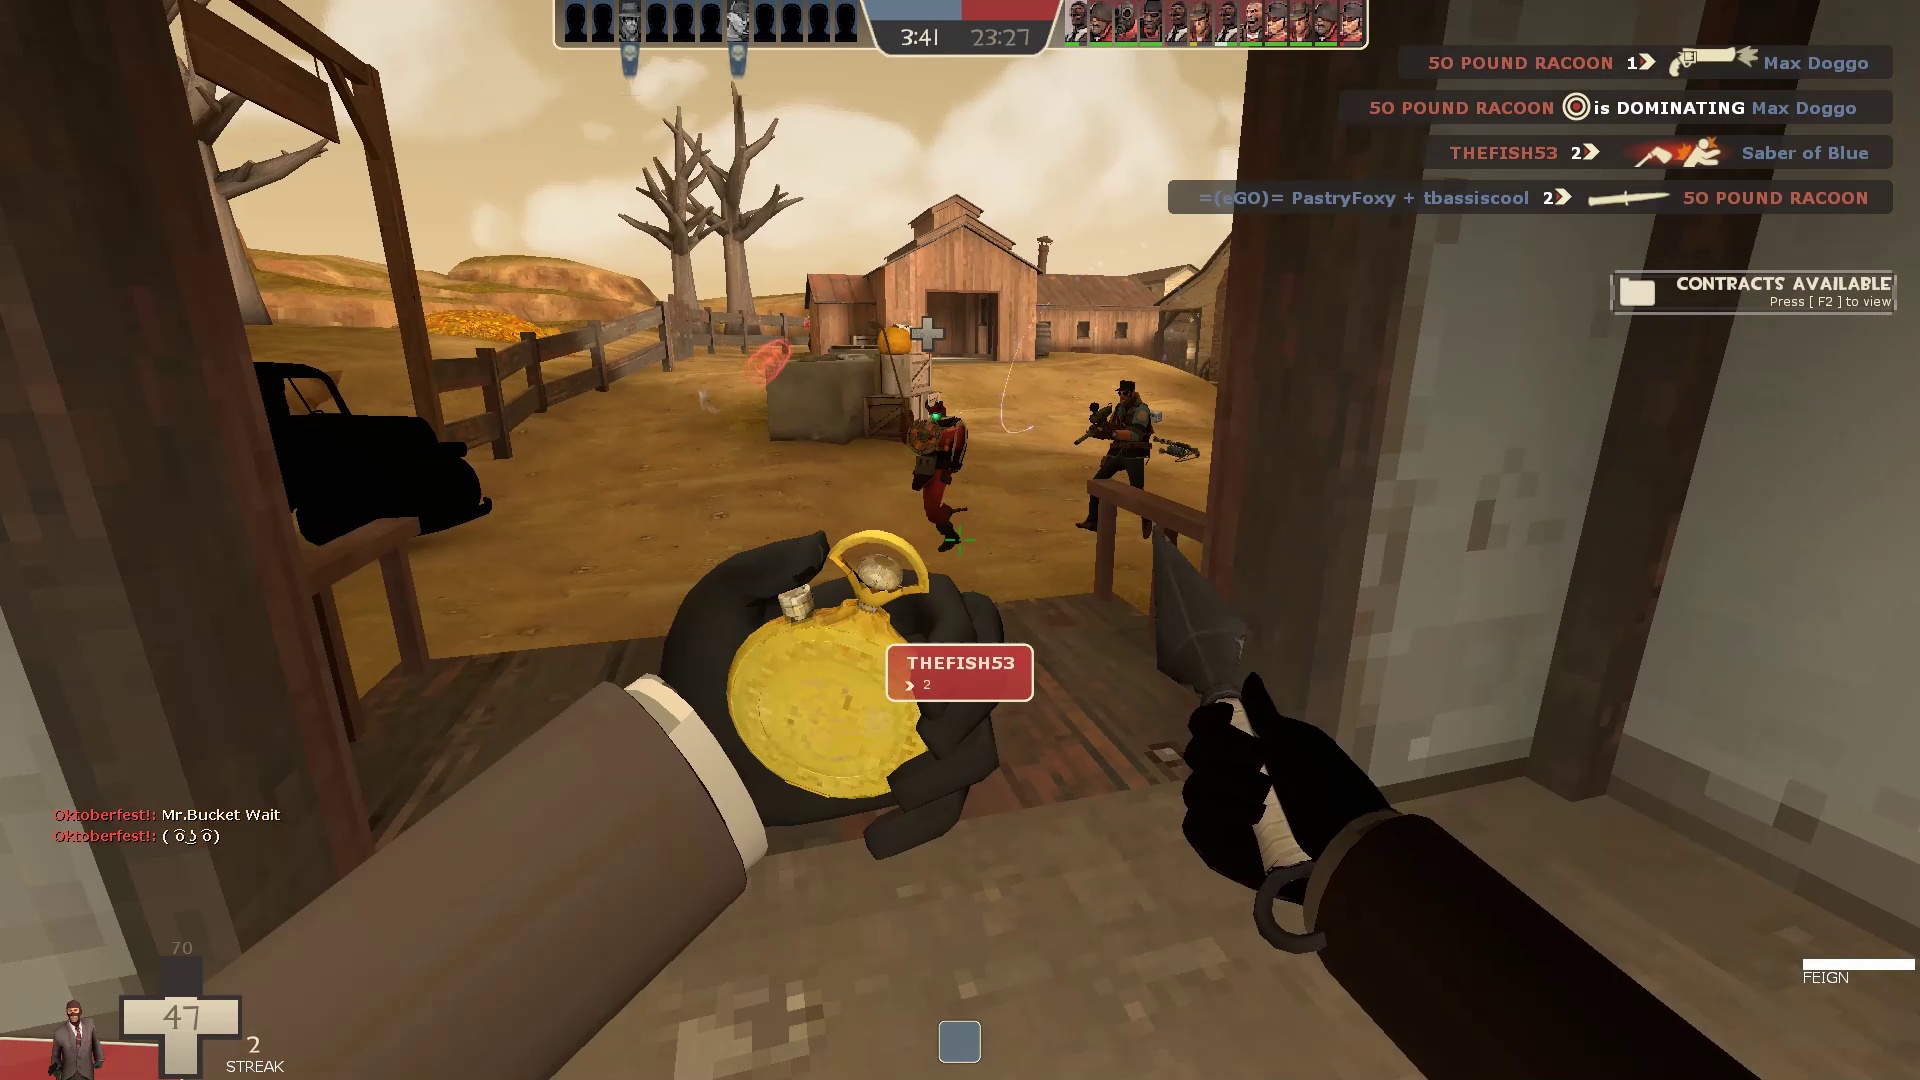 3:41 23:27
50 POUND RACOON 1 Max Doggo
50 POUND RACOON is DOMINATING Max Doggo
THEFISH53 2 Saber of Blue
=(eGO)= PastryFoxy + tbassiscool 2 50 POUND RACOON
CONTRACTS AVAILABLE
Press [ F2 ] to view
THEFISH53
2
Oktoberfest!: Mr.Bucket Wait
Oktoberfest!: ( ͡o ͜ʖ ͡o)
70
47
2
STREAK
FEIGN